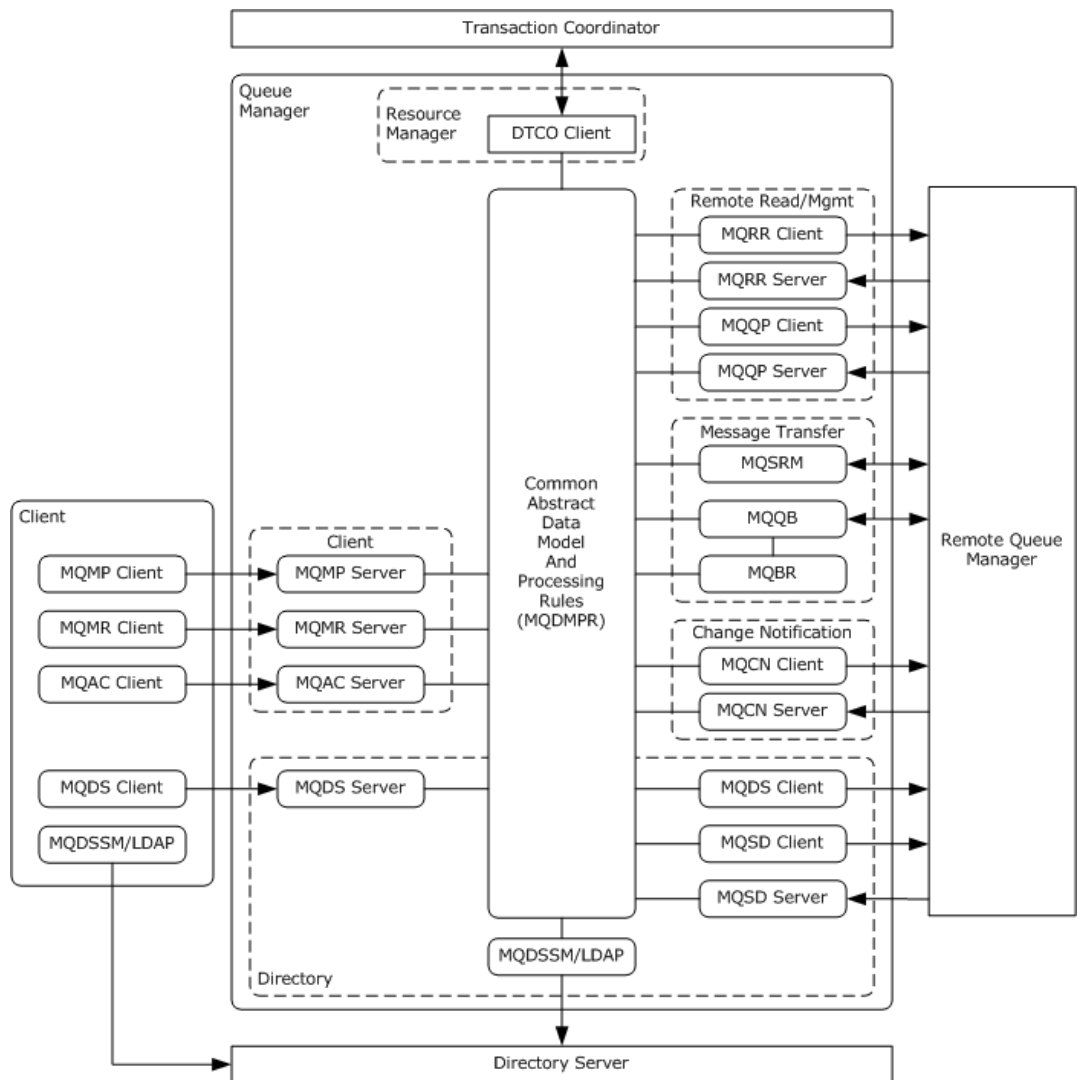 Transaction Coordinator
Queue
Manager
Resource
Manager
DTCO Client
Remote Read/Mgmt
MQRR Client
MQRR Server
MQQP Client
MQQP Server
Message Transfer
MQSRM
MQQB
MQBR
Change Notification
MQCN Client
MQCN Server
Common
Abstract
Data
Model
And
Processing
Rules
(MQDMPR)
Remote Queue
Manager
Client
MQMP Client
MQMR Client
MQAC Client
MQDS Client
MQDSSM/LDAP
Client
MQMP Server
MQMR Server
MQAC Server
MQDS Server
MQDS Client
MQSD Client
MQSD Server
MQDSSM/LDAP
Directory
Directory Server